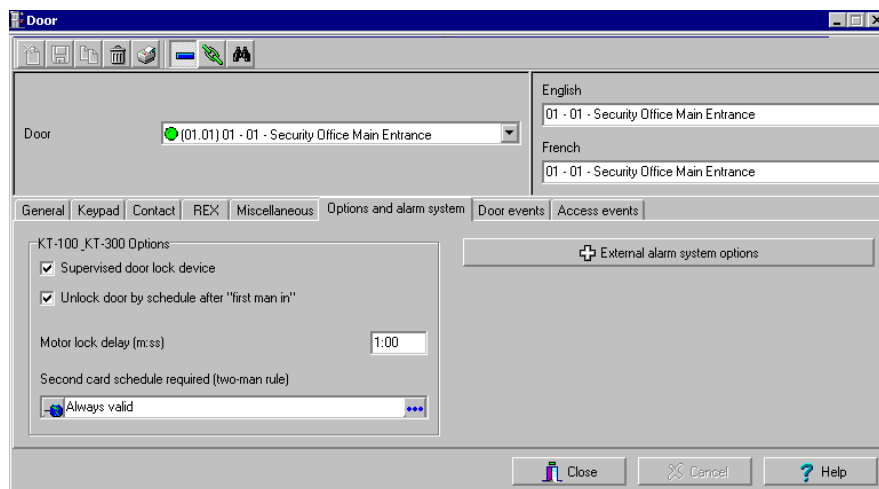 Door
English
01 - 01 - Security Office Main Entrance
Door
(01.01) 01 - 01 - Security Office Main Entrance
French
01 - 01 - Security Office Main Entrance
General Keypad Contact REX Miscellaneous Options and alarm system Door events Access events
KT-100_KT-300 Options
External alarm system options
Supervised door lock device
Unlock door by schedule after "first man in"
Motor lock delay (m:ss) 1:00
Second card schedule required (two-man rule)
Always valid
Close Cancel Help